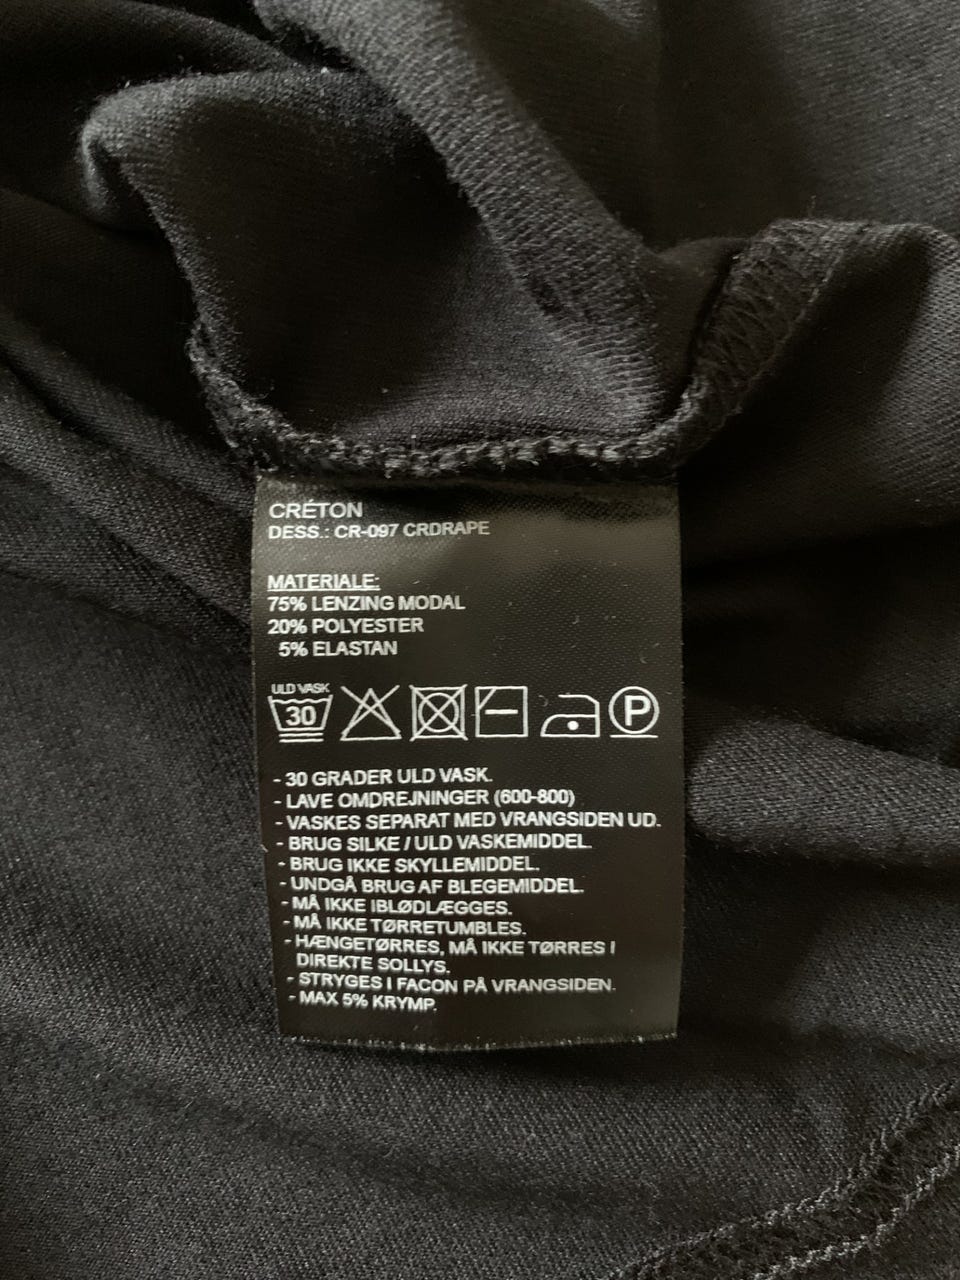 CRÉTON
DESS.: CR-097 CRDRAPE
MATERIALE:
75% LENZING MODAL
20% POLYESTER
5% ELASTAN
ULD VASK
30
P
- 30 GRADER ULD VASK.
- LAVE OMDREJNINGER (600-800)
- VASKES SEPARAT MED VRANGSIDEN UD.
- BRUG SILKE / ULD VASKEMIDDEL.
- BRUG IKKE SKYLLEMIDDEL.
- UNDGÅ BRUG AF BLEGEMIDDEL.
- MÅ IKKE IBLØDLÆGGES.
- MÅ IKKE TØRRETUMBLES.
- HÆNGETØRRES, MÅ IKKE TØRRES I
DIREKTE SOLLYS.
- STRYGES I FACON PÅ VRANGSIDEN.
- MAX 5% KRYMP.